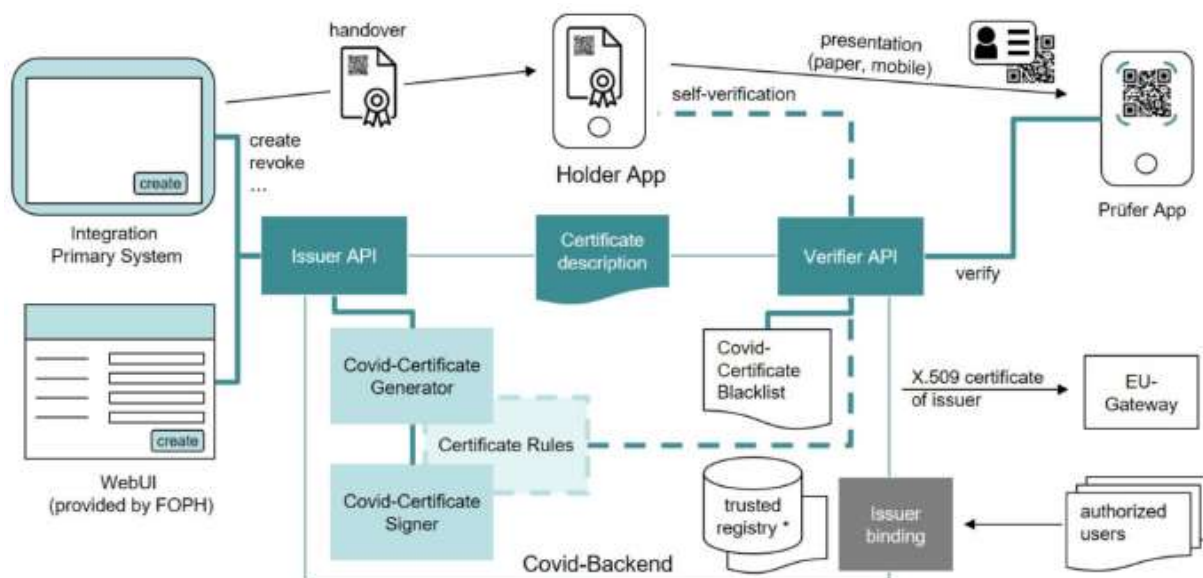 handover
presentation
(paper, mobile)
self-verification
create
create
revoke
...
Holder App
Prüfer App
Integration
Primary System
Issuer API
Certificate
description
Verifier API
verify
Covid-Certificate
Generator
Covid-
Certificate
Blacklist
X.509 certificate
of issuer
EU-
Gateway
create
Certificate Rules
WebUI
(provided by FOPH)
Covid-Certificate
Signer
trusted
registry *
Issuer
binding
authorized
users
Covid-Backend